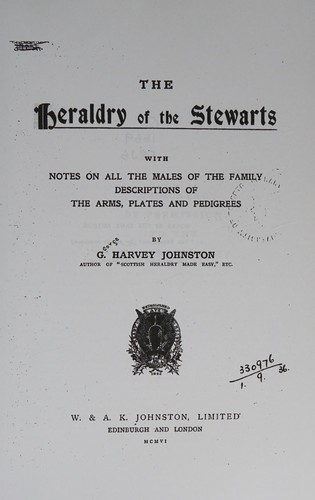 THE
Heraldry of the Stewarts
WITH
NOTES ON ALL THE MALES OF THE FAMILY
DESCRIPTIONS OF
THE ARMS, PLATES AND PEDIGREES
BY
George
G. HARVEY JOHNSTON
AUTHOR OF "SCOTTISH HERALDRY MADE EASY," ETC.
330976
1. 9. 36.
W. & A. K. JOHNSTON, LIMITED
EDINBURGH AND LONDON
MCMVI